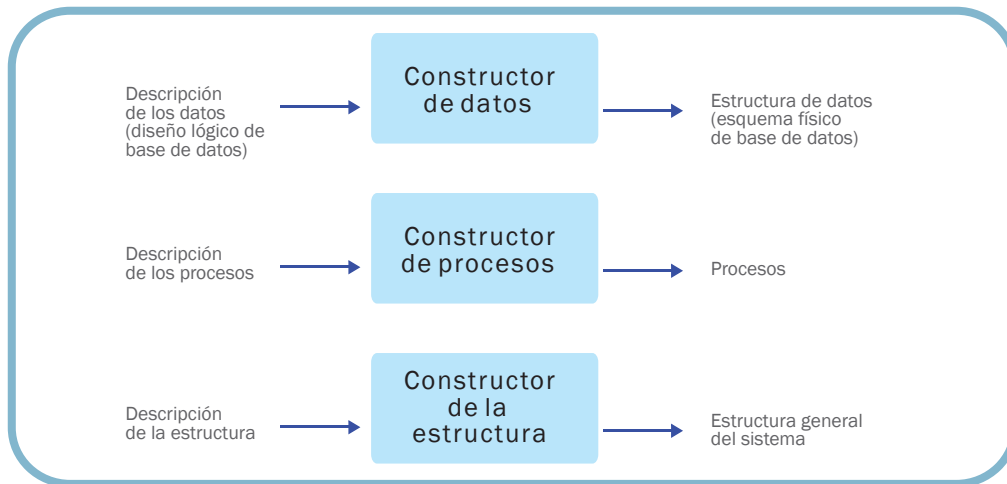 Descripción
de los datos
(diseño lógico de
base de datos)
Constructor
de datos
Estructura de datos
(esquema físico
de base de datos)
Descripción
de los procesos
Constructor
de procesos
Procesos
Descripción
de la estructura
Constructor
de la
estructura
Estructura general
del sistema